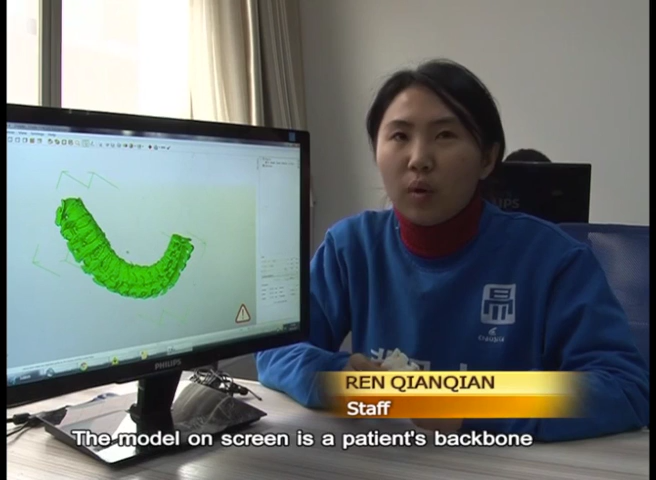 PHILIPS
REN QIANQIAN
Staff
The model on screen is a patient's backbone